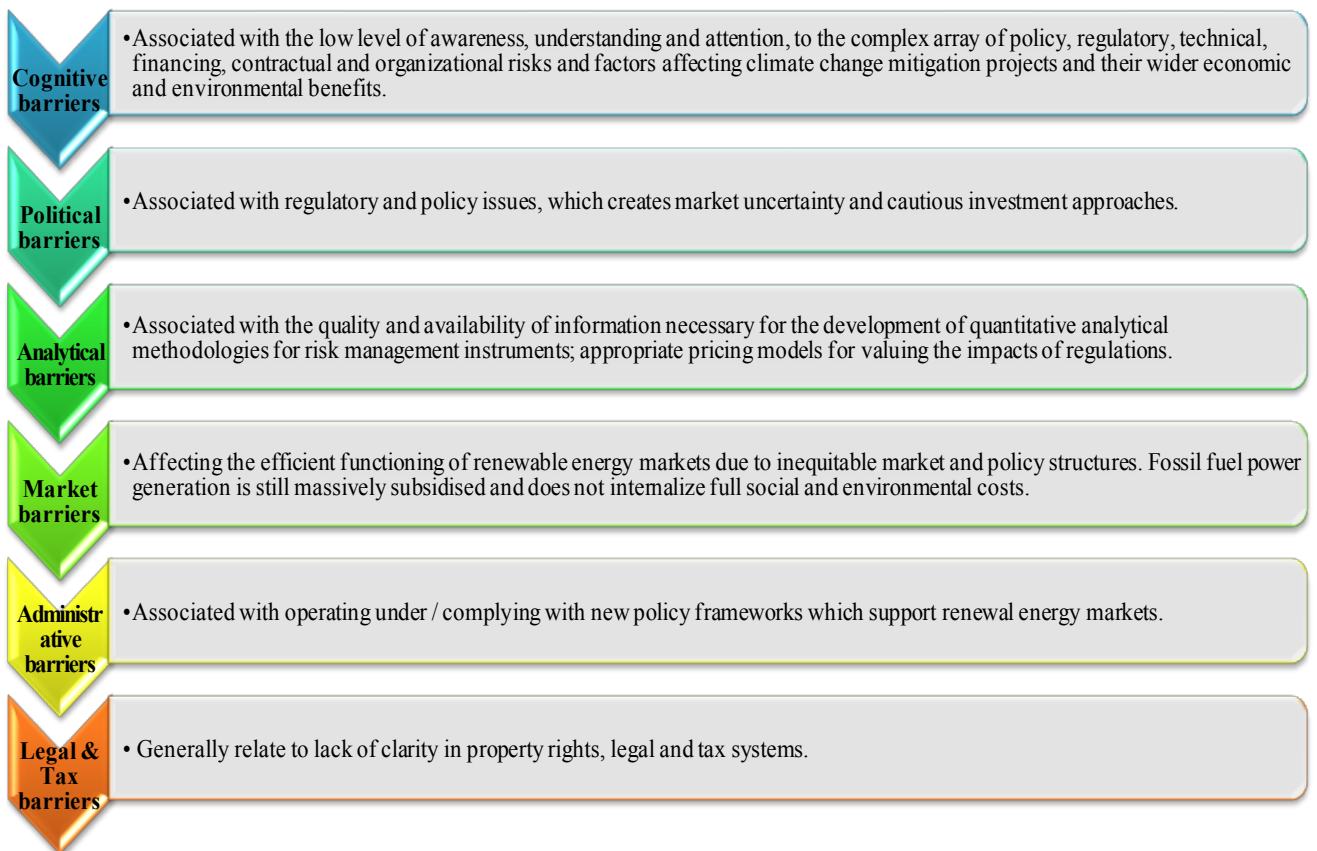 Cognitive
barriers
•Associated with the low level of awareness, understanding and attention, to the complex array of policy, regulatory, technical,
financing, contractual and organizational risks and factors affecting climate change mitigation projects and their wider economic
and environmental benefits.
Political
barriers
•Associated with regulatory and policy issues, which creates market uncertainty and cautious investment approaches.
Analytical
barriers
•Associated with the quality and availability of information necessary for the development of quantitative analytical
methodologies for risk management instruments; appropriate pricing models for valuing the impacts of regulations.
Market
barriers
•Affecting the efficient functioning of renewable energy markets due to inequitable market and policy structures. Fossil fuel power
generation is still massively subsidised and does not internalize full social and environmental costs.
Administr
ative
barriers
•Associated with operating under / complying with new policy frameworks which support renewal energy markets.
Legal &
Tax
barriers
• Generally relate to lack of clarity in property rights, legal and tax systems.